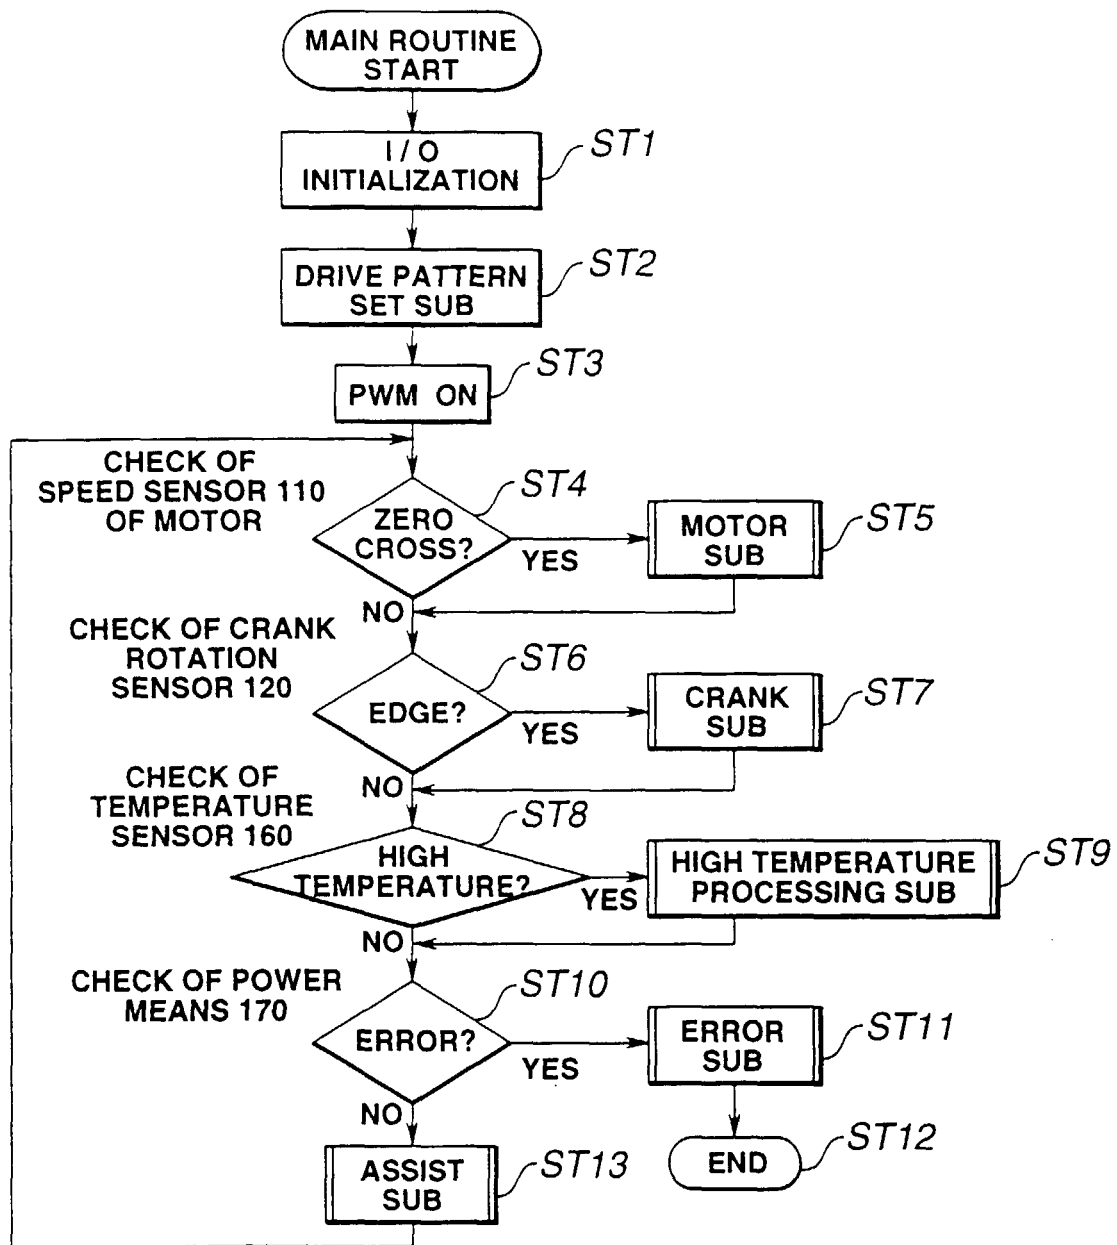 MAIN ROUTINE
START
I / O
INITIALIZATION
ST1
DRIVE PATTERN
SET SUB
ST2
PWM ON
ST3
CHECK OF
SPEED SENSOR 110
OF MOTOR
ZERO
CROSS?
ST4
YES
MOTOR
SUB
ST5
NO
CHECK OF CRANK
ROTATION
SENSOR 120
EDGE?
ST6
YES
CRANK
SUB
ST7
NO
CHECK OF
TEMPERATURE
SENSOR 160
HIGH
TEMPERATURE?
ST8
YES
HIGH TEMPERATURE
PROCESSING SUB
ST9
NO
CHECK OF POWER
MEANS 170
ERROR?
ST10
YES
ERROR
SUB
ST11
NO
END
ST12
ASSIST
SUB
ST13